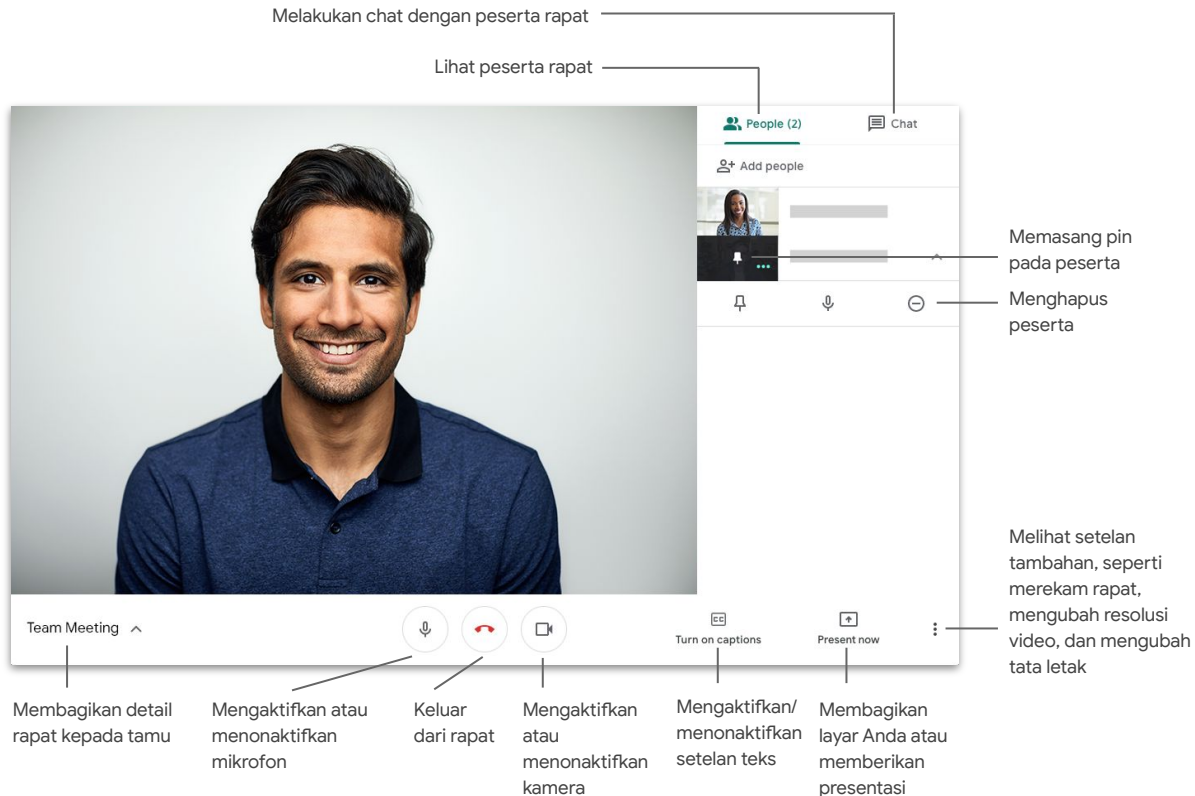 Melakukan chat dengan peserta rapat
Lihat peserta rapat
People (2)
Chat
Add people
Memasang pin
pada peserta
Menghapus
peserta
Melihat setelan
tambahan, seperti
merekam rapat,
mengubah resolusi
video, dan mengubah
tata letak
Team Meeting
CC
Turn on captions
Present now
Membagikan detail
rapat kepada tamu
Mengaktifkan atau
menonaktifkan
mikrofon
Keluar
dari rapat
Mengaktifkan
atau
menonaktifkan
kamera
Mengaktifkan/
menonaktifkan
setelan teks
Membagikan
layar Anda atau
memberikan
presentasi